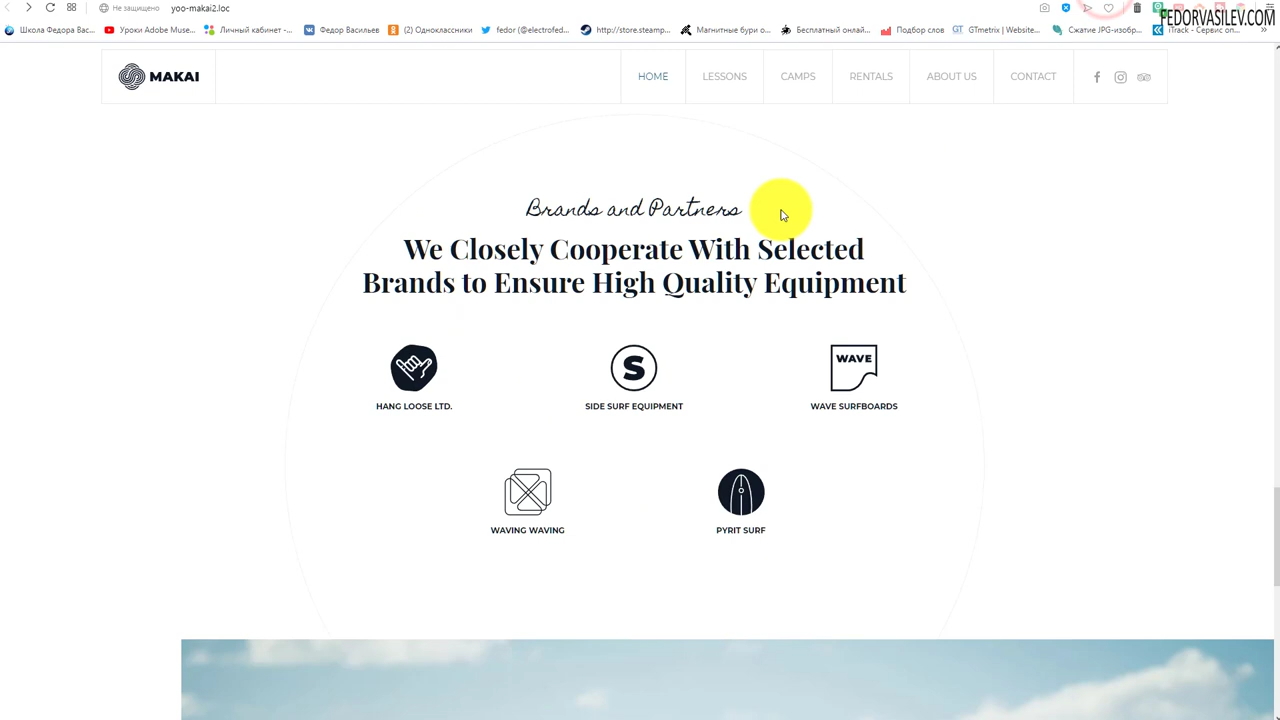 Не защищено yoo-makai2.loc
FEDORVASILEV.COM
Школа Федора Вас... Уроки Adobe Muse... Личный кабинет -... Федор Васильев (2) Одноклассники fedor (@electrofed... http://store.steamp... Магнитные бури о... Бесплатный онлай... Подбор слов GT GTmetrix | Website... Сжатие JPG-изобр... iTrack - Сервис оп...
MAKAI HOME LESSONS CAMPS RENTALS ABOUT US CONTACT
Brands and Partners
We Closely Cooperate With Selected
Brands to Ensure High Quality Equipment
S WAVE
HANG LOOSE LTD. SIDE SURF EQUIPMENT WAVE SURFBOARDS
WAVING WAVING PYRIT SURF